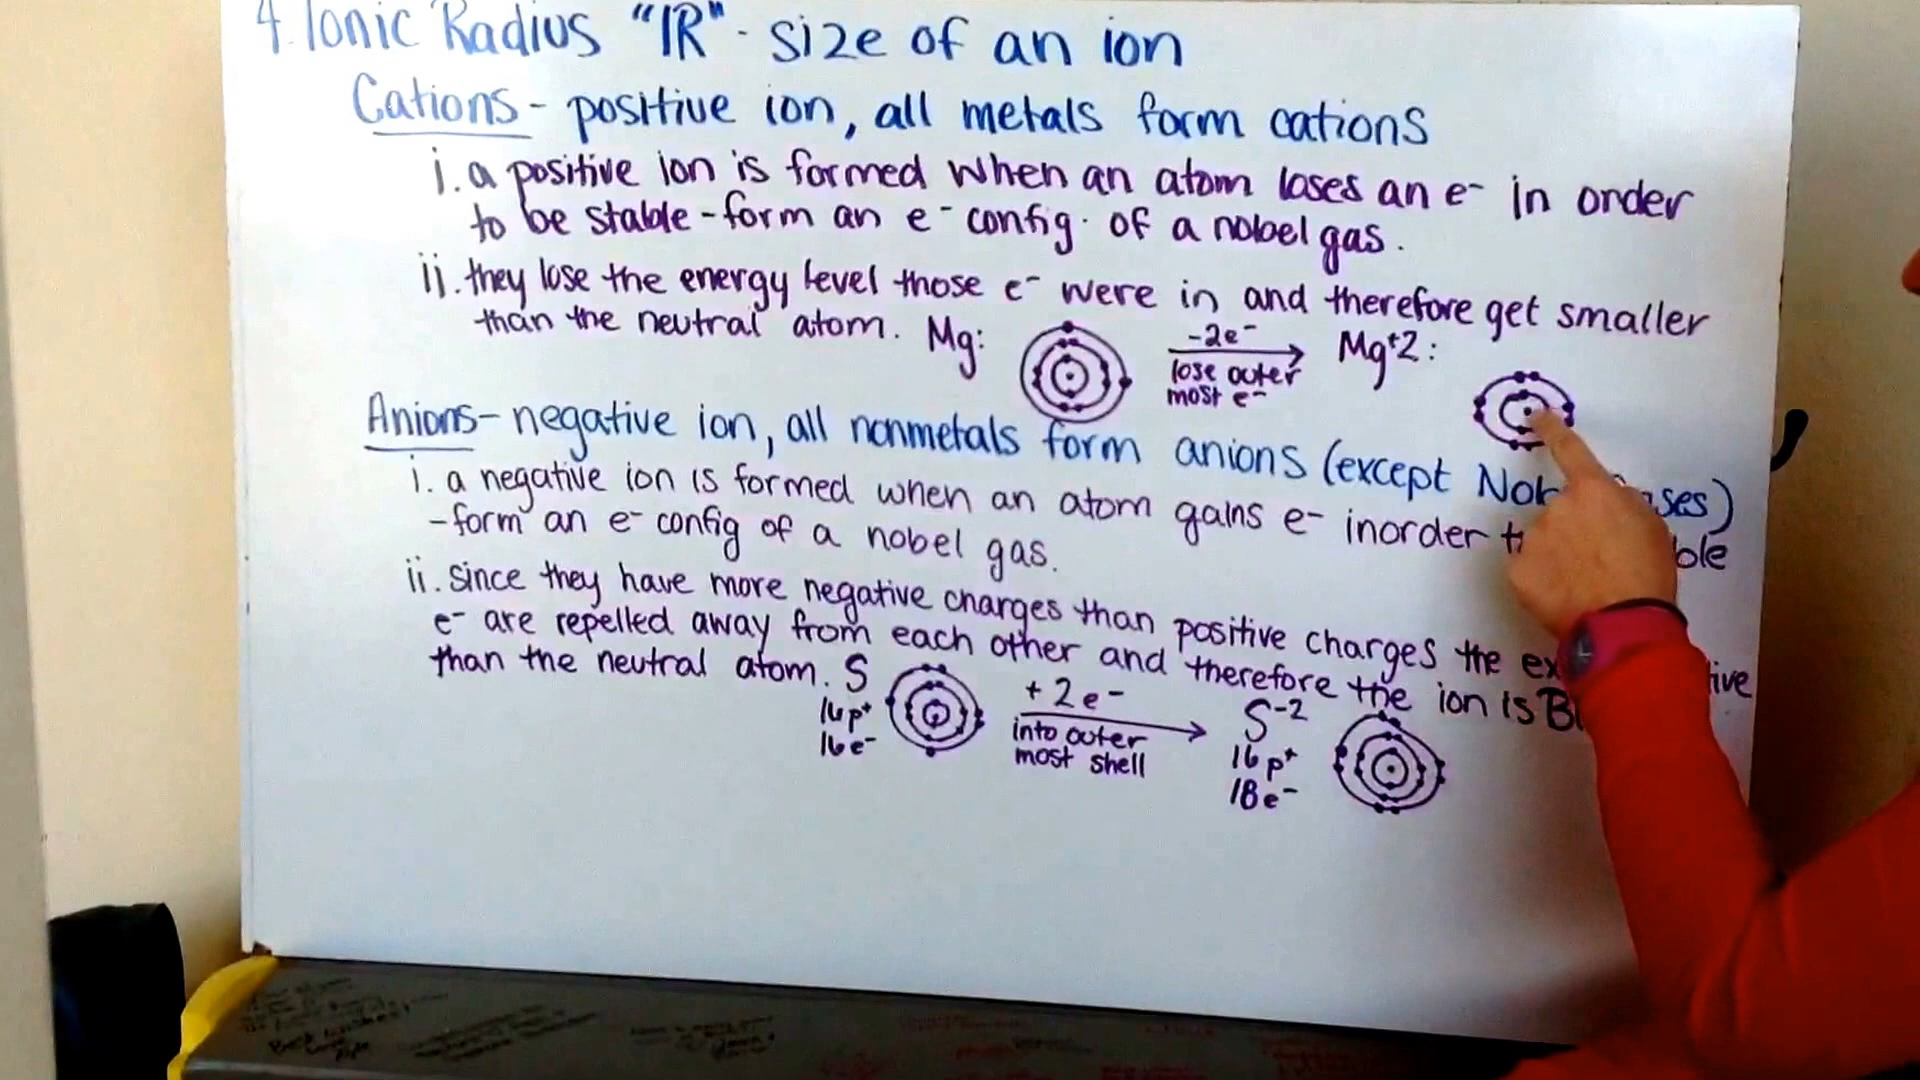 4. Ionic Radius "IR" - size of an ion
Cations - positive ion, all metals form cations
i. a positive ion is formed when an atom loses an e⁻ in order
to be stable - form an e⁻ config. of a nobel gas.
ii. they lose the energy level those e⁻ were in and therefore get smaller
than the neutral atom. Mg: -2e⁻ Mg⁺²:
lose outer
most e⁻
Anions - negative ion, all nonmetals form anions (except
i. a negative ion is formed when an atom gains e⁻ inorder
- form an e⁻ config of a nobel gas.
ii. since they have more negative charges than positive charges the
e⁻ are repelled away from each other and therefore the ion is
than the neutral atom. S +2e⁻ S⁻²
16p⁺ into outer 16p⁺
16e⁻ most shell 18e⁻